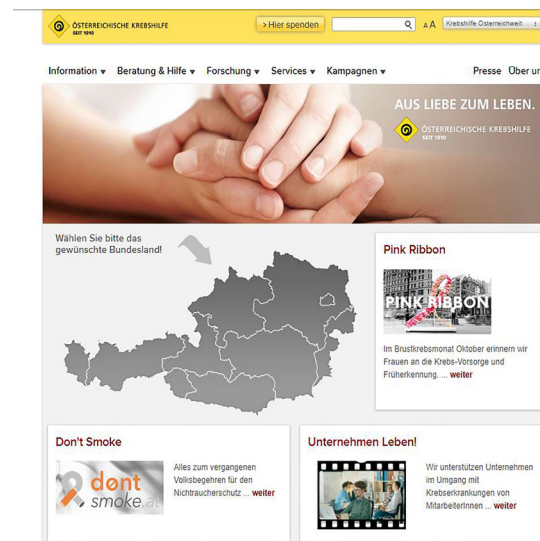 ÖSTERREICHISCHE KREBSHILFE
SEIT 1910
> Hier spenden
A A
Krebshilfe Österreichweit
Information Beratung & Hilfe Forschung Services Kampagnen Presse Über un
AUS LIEBE ZUM LEBEN.
ÖSTERREICHISCHE KREBSHILFE
SEIT 1910
Wählen Sie bitte das
gewünschte Bundesland!
Pink Ribbon
PINK RIBBON
Im Brustkrebsmonat Oktober erinnern wir
Frauen an die Krebs-Vorsorge und
Früherkennung. ... weiter
Don't Smoke
dont
smoke.at
Alles zum vergangenen
Volksbegehren für den
Nichtraucherschutz ... weiter
Unternehmen Leben!
Wir unterstützen Unternehmen
im Umgang mit
Krebserkrankungen von
MitarbeiterInnen ... weiter